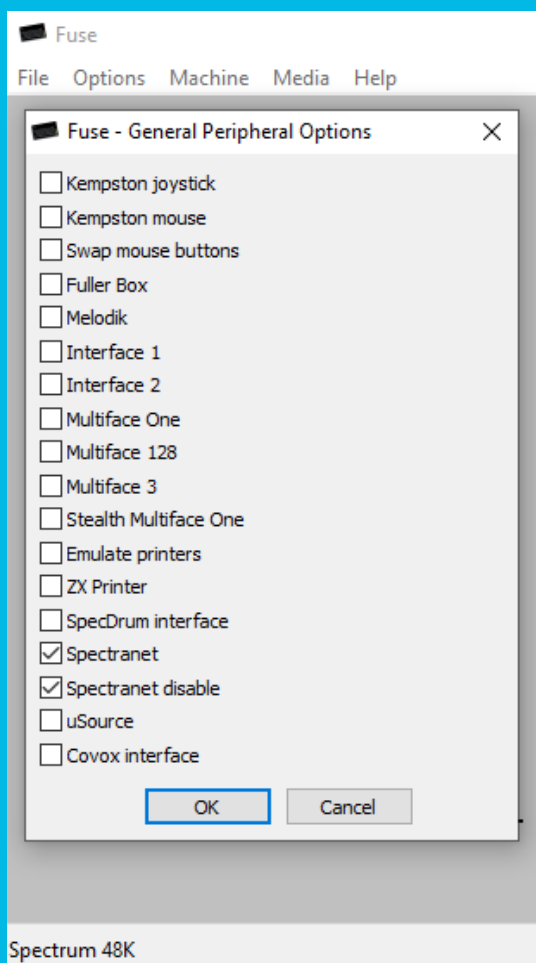 Fuse
File Options Machine Media Help
Fuse - General Peripheral Options
Kempston joystick
Kempston mouse
Swap mouse buttons
Fuller Box
Melodik
Interface 1
Interface 2
Multiface One
Multiface 128
Multiface 3
Stealth Multiface One
Emulate printers
ZX Printer
SpecDrum interface
Spectranet
Spectranet disable
uSource
Covox interface
OK Cancel
Spectrum 48K